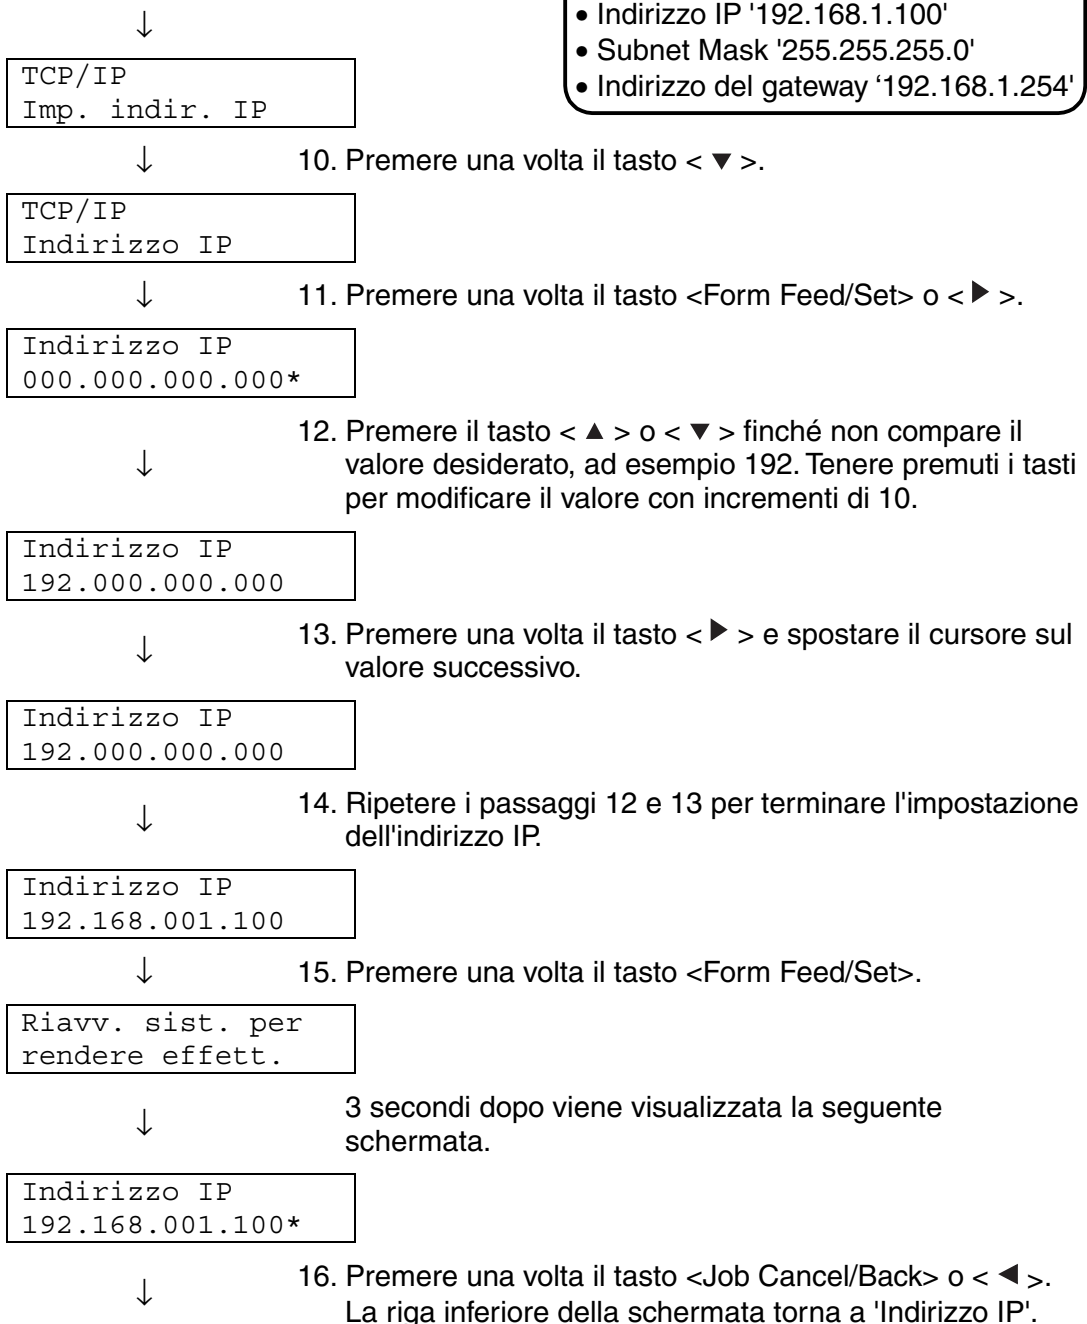 • Indirizzo IP '192.168.1.100'
• Subnet Mask '255.255.255.0'
• Indirizzo del gateway ‘192.168.1.254'
↓
TCP/IP
Imp. indir. IP
↓
10. Premere una volta il tasto < ▼ >.
TCP/IP
Indirizzo IP
↓
11. Premere una volta il tasto <Form Feed/Set> o < ▶ >.
Indirizzo IP
000.000.000.000*
↓
12. Premere il tasto < ▲ > o < ▼ > finché non compare il
valore desiderato, ad esempio 192. Tenere premuti i tasti
per modificare il valore con incrementi di 10.
Indirizzo IP
192.000.000.000
↓
13. Premere una volta il tasto < ▶ > e spostare il cursore sul
valore successivo.
Indirizzo IP
192.000.000.000
↓
14. Ripetere i passaggi 12 e 13 per terminare l'impostazione
dell'indirizzo IP.
Indirizzo IP
192.168.001.100
↓
15. Premere una volta il tasto <Form Feed/Set>.
Riavv. sist. per
rendere effett.
↓
3 secondi dopo viene visualizzata la seguente
schermata.
Indirizzo IP
192.168.001.100*
↓
16. Premere una volta il tasto <Job Cancel/Back> o < ◀ >.
La riga inferiore della schermata torna a 'Indirizzo IP'.